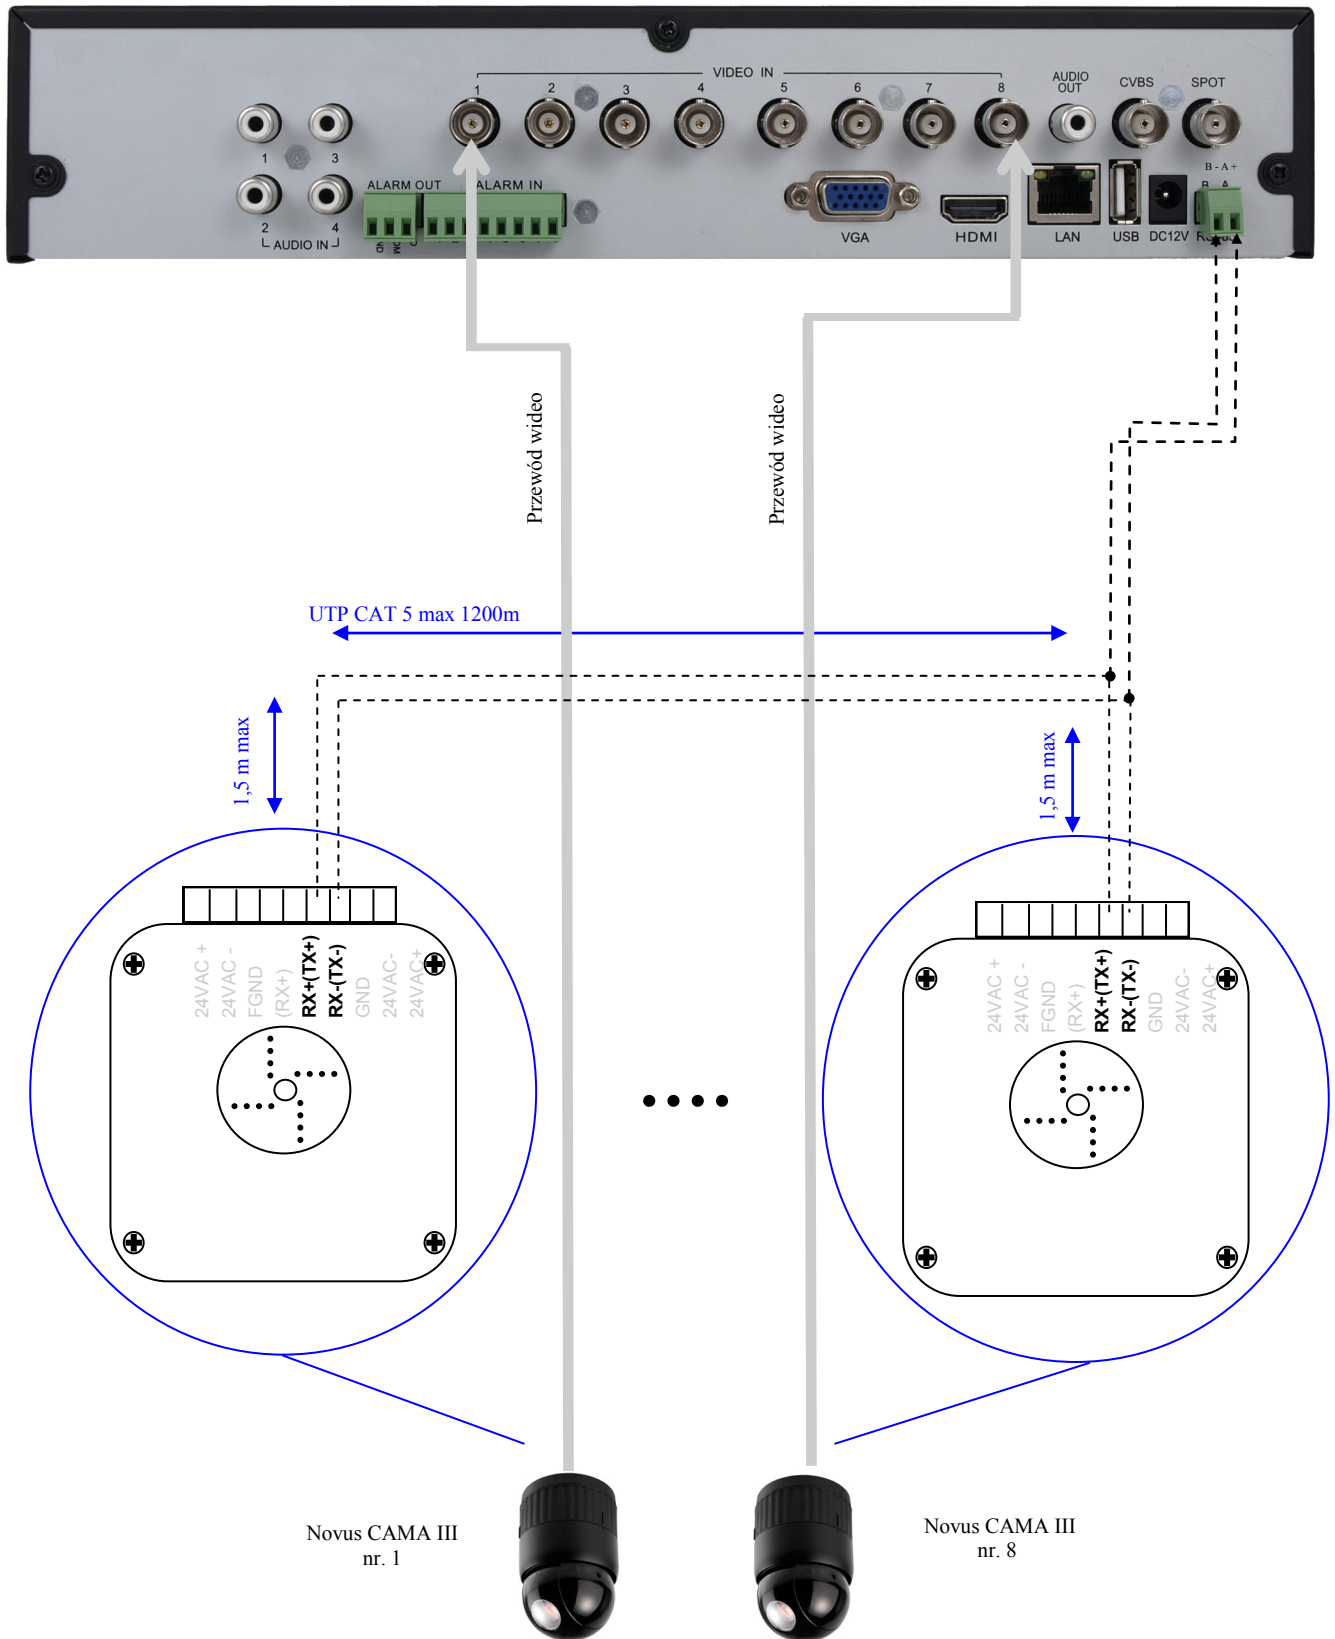 VIDEO IN
1 2 3 4 5 6 7 8
AUDIO
OUT
CVBS
SPOT
1
3
2
4
AUDIO IN
ALARM OUT
ALARM IN
VGA
HDMI
LAN
USB
DC12V
B - A +
B A
Przewód wideo
Przewód wideo
UTP CAT 5 max 1200m
1,5 m max
1,5 m max
24VAC +
24VAC -
FGND
(RX+)
RX+(TX+)
RX-(TX-)
GND
24VAC-
24VAC+
24VAC +
24VAC -
FGND
(RX+)
RX+(TX+)
RX-(TX-)
GND
24VAC-
24VAC+
Novus CAMA III
nr. 1
Novus CAMA III
nr. 8